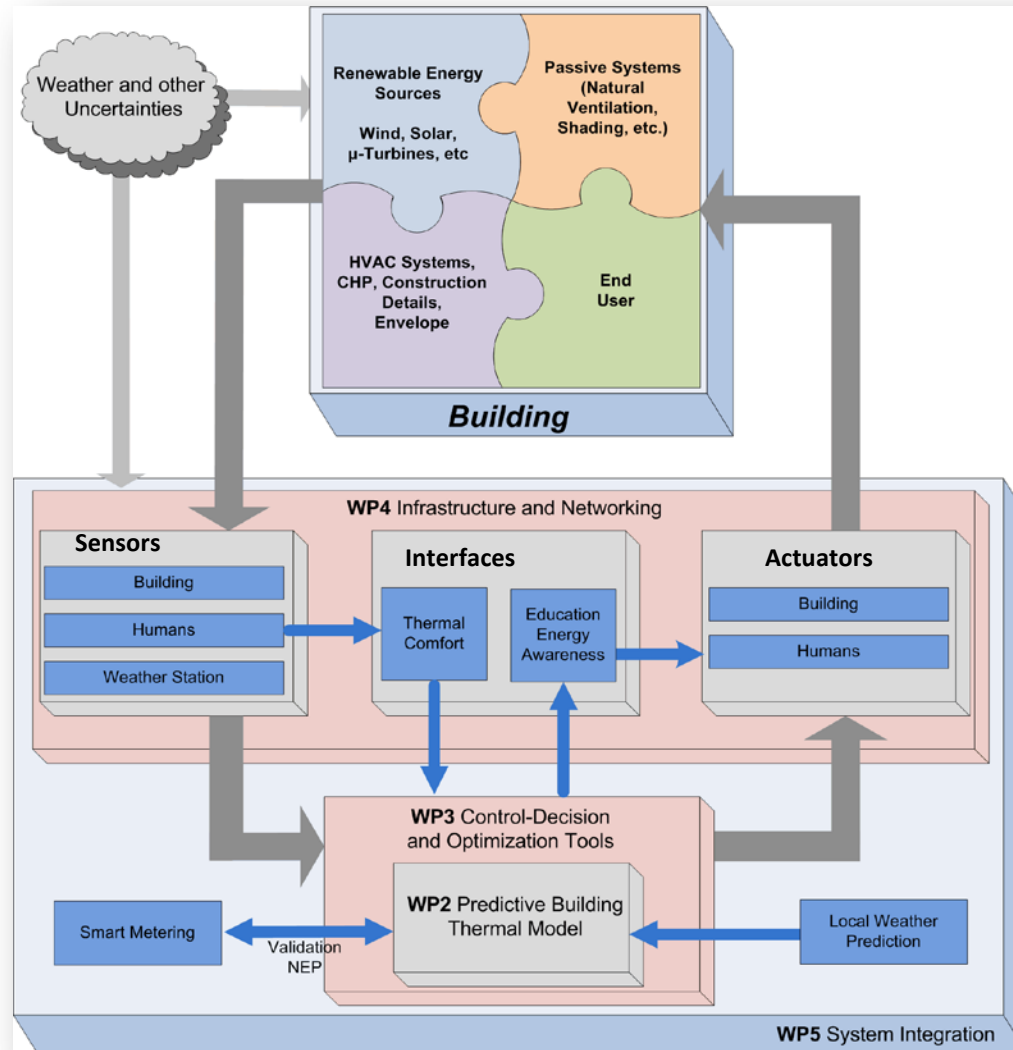 Weather and other
Uncertainties
Renewable Energy
Sources
Wind, Solar,
µ-Turbines, etc
Passive Systems
(Natural
Ventilation,
Shading, etc.)
HVAC Systems,
CHP, Construction
Details,
Envelope
End
User
Building
WP4 Infrastructure and Networking
Sensors
Building
Humans
Weather Station
Interfaces
Thermal
Comfort
Education
Energy
Awareness
Actuators
Building
Humans
WP3 Control-Decision
and Optimization Tools
WP2 Predictive Building
Thermal Model
Smart Metering
Validation
NEP
Local Weather
Prediction
WP5 System Integration